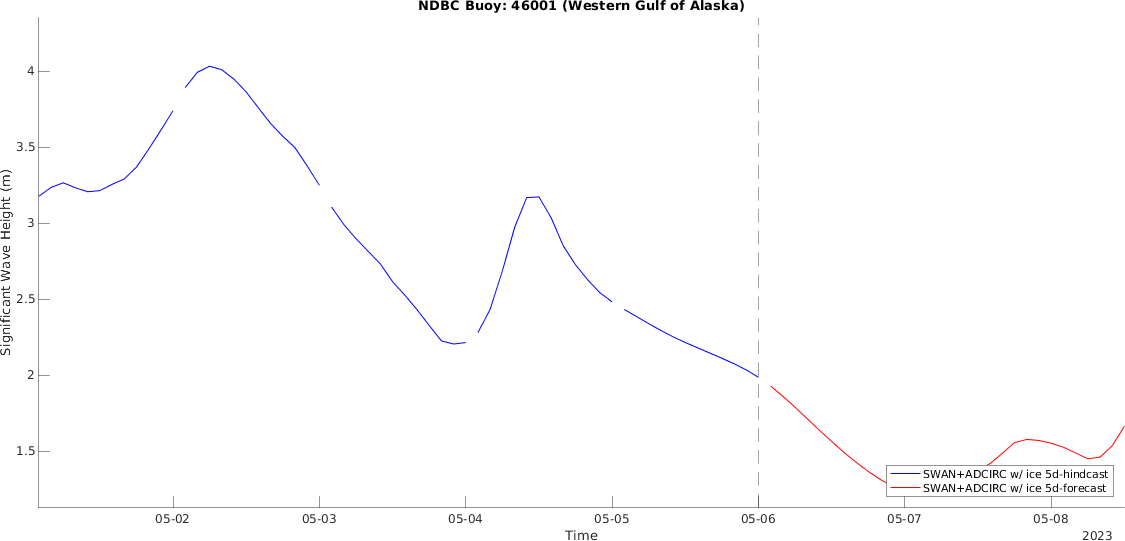 NDBC Buoy: 46001 (Western Gulf of Alaska)
Significant Wave Height (m)
4
3.5
3
2.5
2
1.5
SWAN+ADCIRC w/ ice 5d-hindcast
SWAN+ADCIRC w/ ice 5d-forecast
05-02 05-03 05-04 05-05 05-06 05-07 05-08
Time
2023